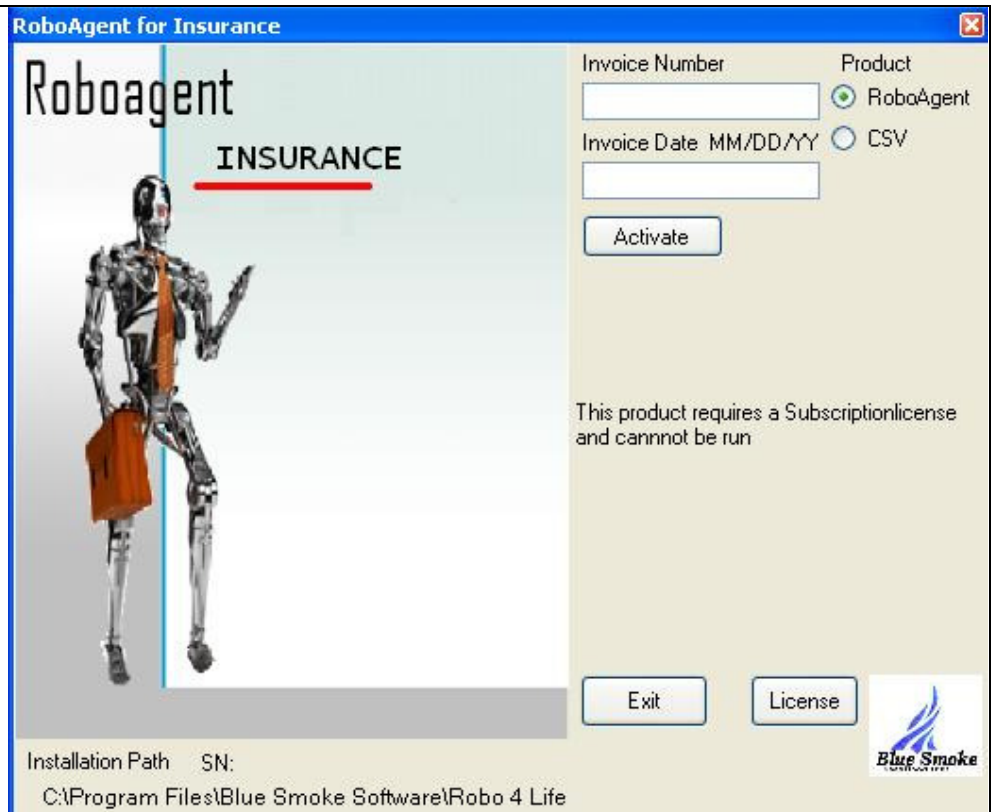 RoboAgent for Insurance
Roboagent
INSURANCE
Invoice Number
Product
RoboAgent
Invoice Date MM/DD/YY
CSV
Activate
This product requires a Subscriptionlicense
and cannnot be run
Exit
License
Blue Smoke
Installation Path
SN:
C:\Program Files\Blue Smoke Software\Robo 4 Life